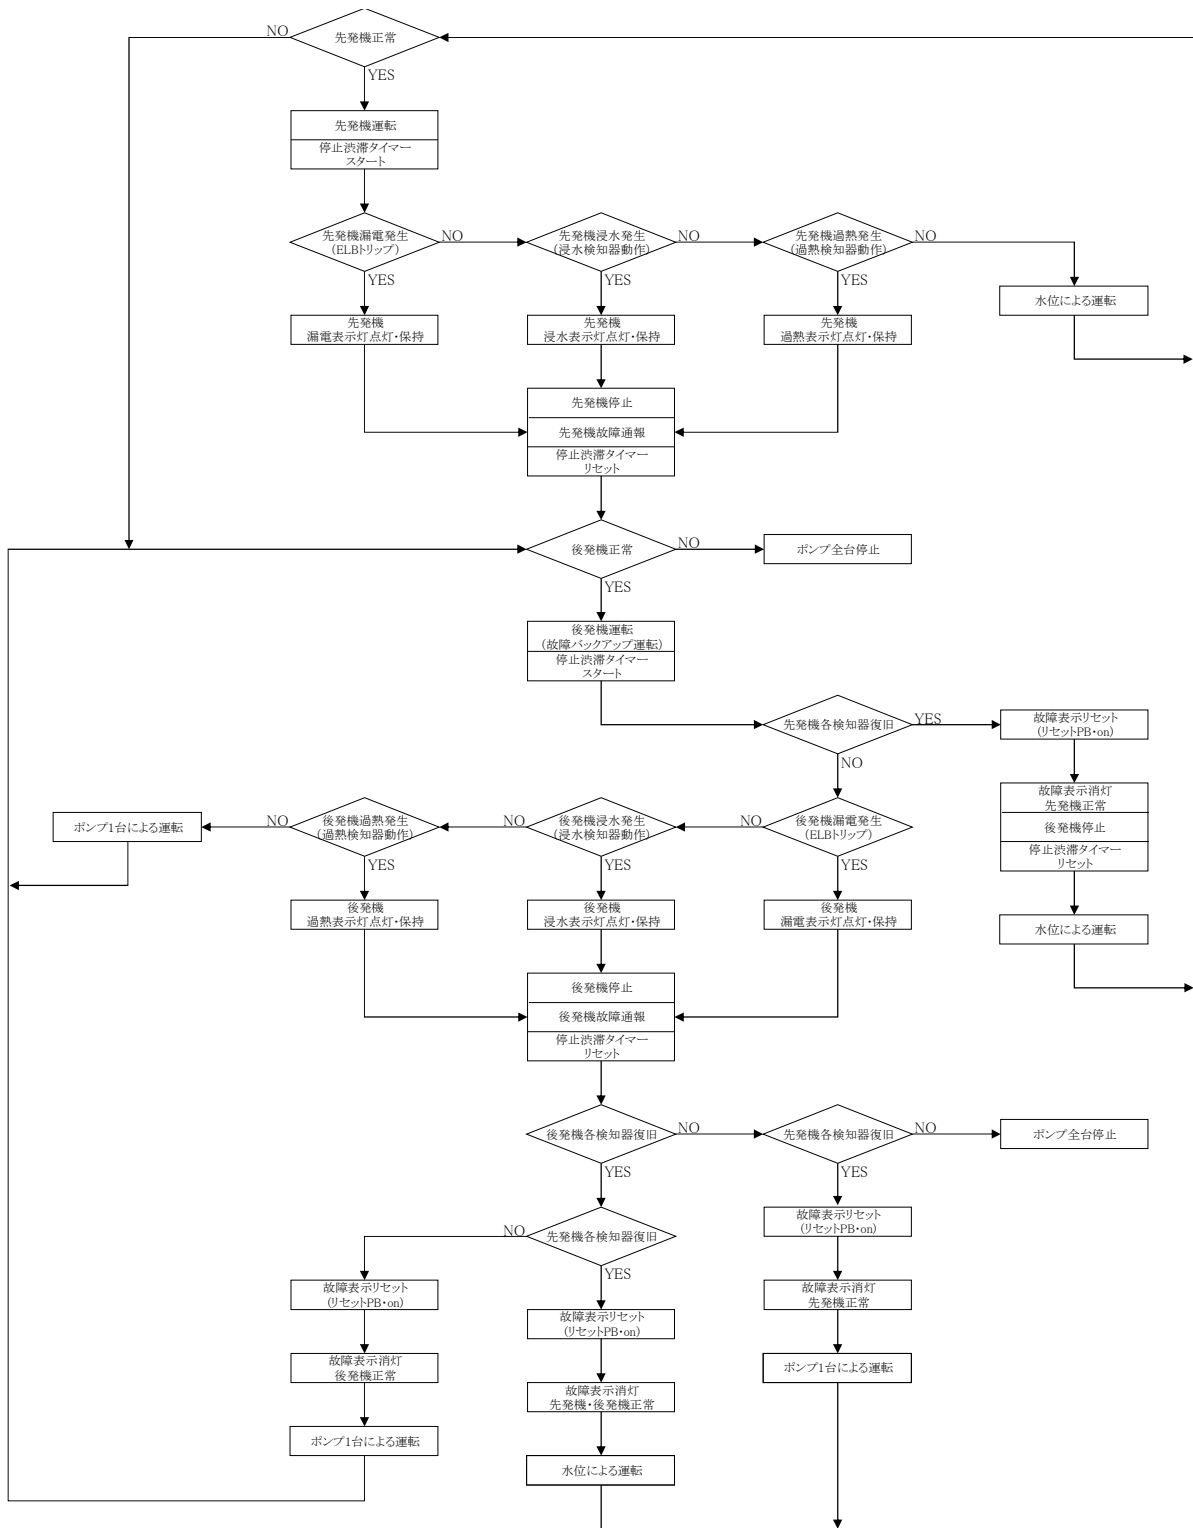 NO
先発機正常
YES
先発機運転
停止渋滞タイマー
スタート
先発機漏電発生
(ELBトリップ)
NO
先発機浸水発生
(浸水検知器動作)
NO
先発機過熱発生
(過熱検知器動作)
NO
YES
YES
YES
水位による運転
先発機
漏電表示灯点灯・保持
先発機
浸水表示灯点灯・保持
先発機
過熱表示灯点灯・保持
先発機停止
先発機故障通報
停止渋滞タイマー
リセット
後発機正常
NO
ポンプ全台停止
YES
後発機運転
(故障バックアップ運転)
停止渋滞タイマー
スタート
先発機各検知器復旧
YES
故障表示リセット
(リセットPB・on)
NO
故障表示消灯
先発機正常
後発機停止
停止渋滞タイマー
リセット
ポンプ1台による運転
NO
後発機過熱発生
(過熱検知器動作)
NO
後発機浸水発生
(浸水検知器動作)
NO
後発機漏電発生
(ELBトリップ)
YES
YES
YES
後発機
過熱表示灯点灯・保持
後発機
浸水表示灯点灯・保持
後発機
漏電表示灯点灯・保持
水位による運転
後発機停止
後発機故障通報
停止渋滞タイマー
リセット
後発機各検知器復旧
NO
先発機各検知器復旧
NO
ポンプ全台停止
YES
YES
故障表示リセット
(リセットPB・on)
NO
先発機各検知器復旧
YES
故障表示リセット
(リセットPB・on)
故障表示消灯
先発機正常
故障表示リセット
(リセットPB・on)
故障表示消灯
後発機正常
ポンプ1台による運転
故障表示消灯
先発機・後発機正常
ポンプ1台による運転
水位による運転